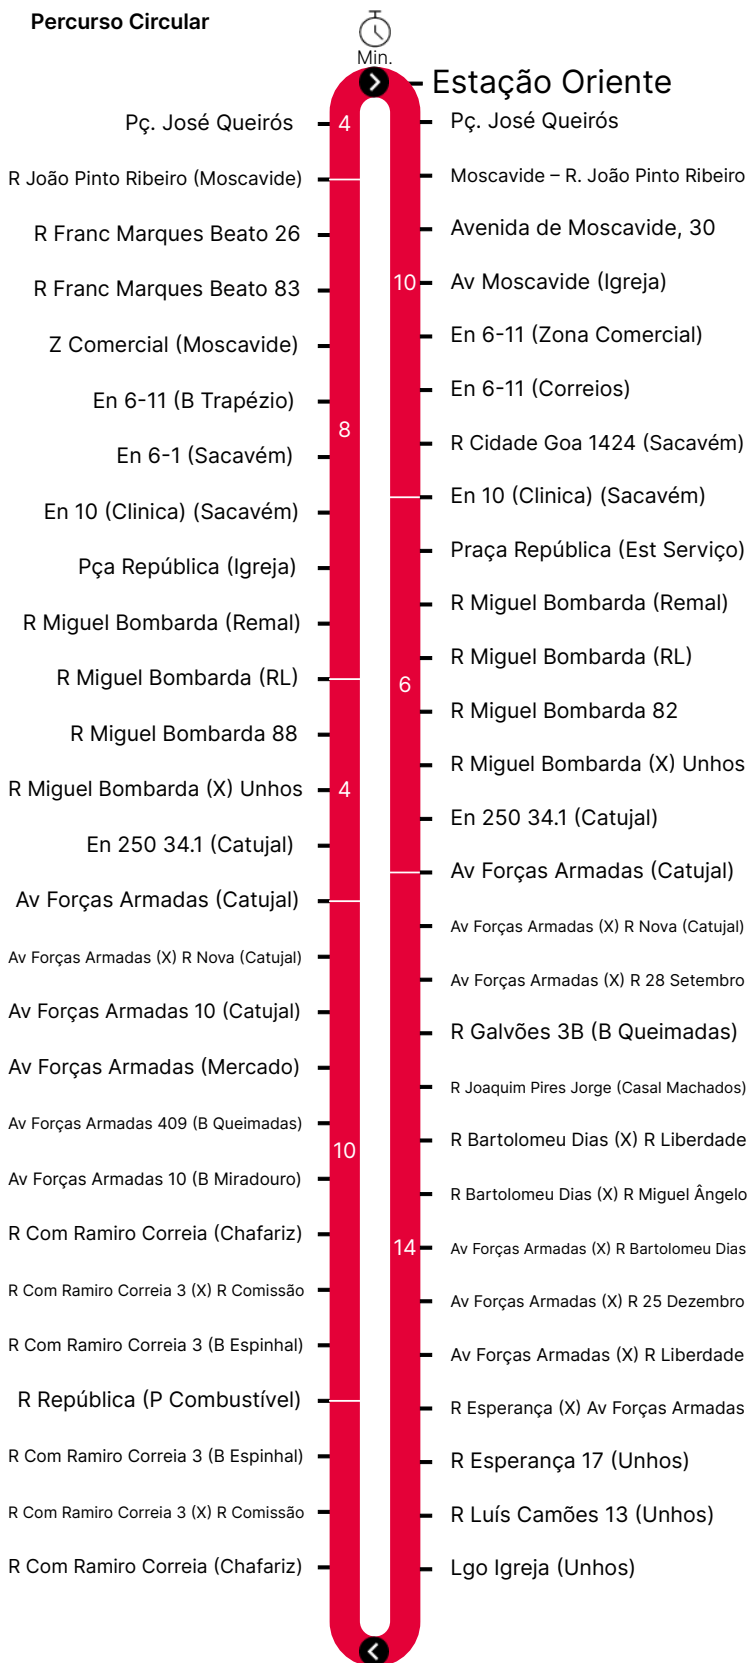 Percurso Circular
Min.
Estação Oriente
Pç. José Queirós
4
Pç. José Queirós
R João Pinto Ribeiro (Moscavide)
Moscavide – R. João Pinto Ribeiro
R Franc Marques Beato 26
Avenida de Moscavide, 30
R Franc Marques Beato 83
10
Av Moscavide (Igreja)
Z Comercial (Moscavide)
En 6-11 (Zona Comercial)
En 6-11 (B Trapézio)
En 6-11 (Correios)
8
En 6-1 (Sacavém)
R Cidade Goa 1424 (Sacavém)
En 10 (Clinica) (Sacavém)
En 10 (Clinica) (Sacavém)
Pça República (Igreja)
Praça República (Est Serviço)
R Miguel Bombarda (Remal)
R Miguel Bombarda (Remal)
R Miguel Bombarda (RL)
R Miguel Bombarda (RL)
6
R Miguel Bombarda 88
R Miguel Bombarda 82
R Miguel Bombarda (X) Unhos
4
R Miguel Bombarda (X) Unhos
En 250 34.1 (Catujal)
En 250 34.1 (Catujal)
Av Forças Armadas (Catujal)
Av Forças Armadas (Catujal)
Av Forças Armadas (X) R Nova (Catujal)
Av Forças Armadas (X) R Nova (Catujal)
Av Forças Armadas 10 (Catujal)
Av Forças Armadas (X) R 28 Setembro
Av Forças Armadas (Mercado)
R Galvões 3B (B Queimadas)
Av Forças Armadas 409 (B Queimadas)
R Joaquim Pires Jorge (Casal Machados)
10
R Bartolomeu Dias (X) R Liberdade
Av Forças Armadas 10 (B Miradouro)
R Bartolomeu Dias (X) R Miguel Ângelo
R Com Ramiro Correia (Chafariz)
14
Av Forças Armadas (X) R Bartolomeu Dias
R Com Ramiro Correia 3 (X) R Comissão
Av Forças Armadas (X) R 25 Dezembro
R Com Ramiro Correia 3 (B Espinhal)
Av Forças Armadas (X) R Liberdade
R República (P Combustível)
R Esperança (X) Av Forças Armadas
R Com Ramiro Correia 3 (B Espinhal)
R Esperança 17 (Unhos)
R Com Ramiro Correia 3 (X) R Comissão
R Luís Camões 13 (Unhos)
R Com Ramiro Correia (Chafariz)
Lgo Igreja (Unhos)